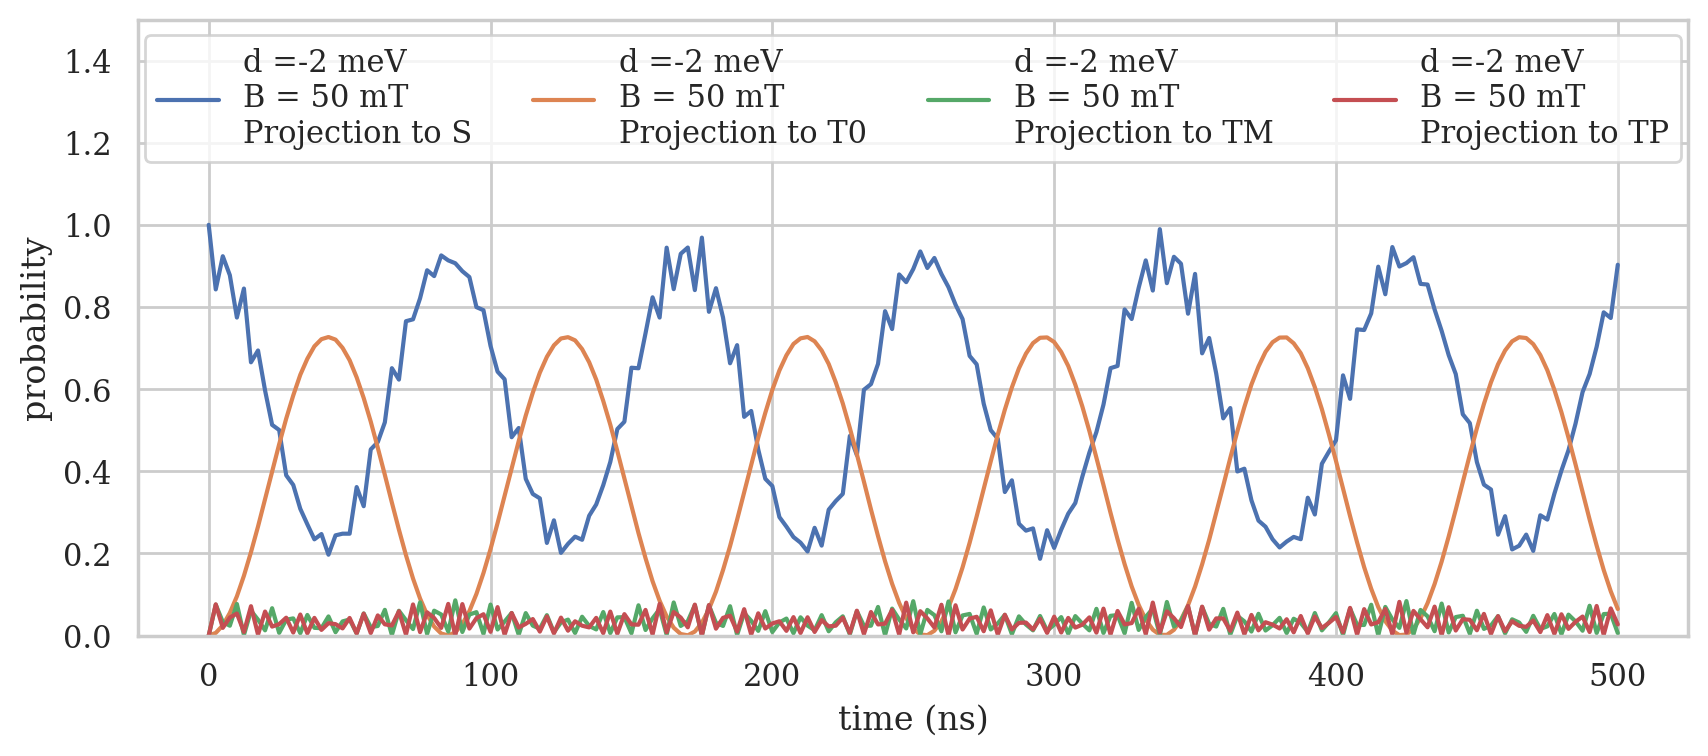 d =-2 meV
B = 50 mT
Projection to S
d =-2 meV
B = 50 mT
Projection to T0
d =-2 meV
B = 50 mT
Projection to TM
d =-2 meV
B = 50 mT
Projection to TP
1.4
1.2
1.0
0.8
0.6
0.4
0.2
0.0
probability
0
100
200
300
400
500
time (ns)